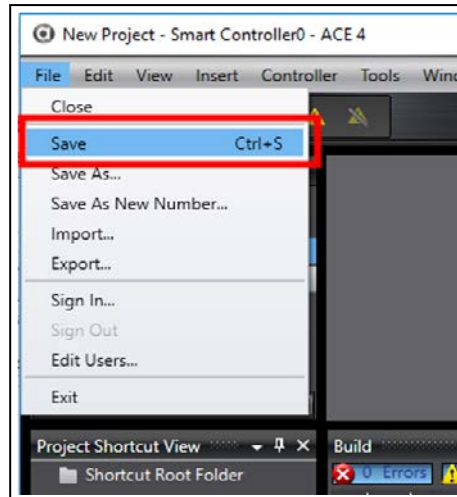 New Project - Smart Controller0 - ACE 4
File Edit View Insert Controller Tools
Close
Save Ctrl+S
Save As...
Save As New Number...
Import...
Export...
Sign In...
Sign Out
Edit Users...
Exit
Project Shortcut View Build
Shortcut Root Folder 0 Errors